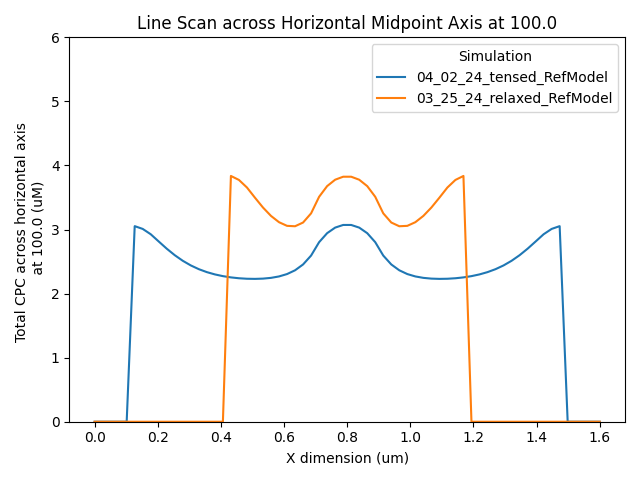 Line Scan across Horizontal Midpoint Axis at 100.0
Simulation
04_02_24_tensed_RefModel
03_25_24_relaxed_RefModel
Total CPC across horizontal axis
at 100.0 (uM)
6
5
4
3
2
1
0
0.0 0.2 0.4 0.6 0.8 1.0 1.2 1.4 1.6
X dimension (um)